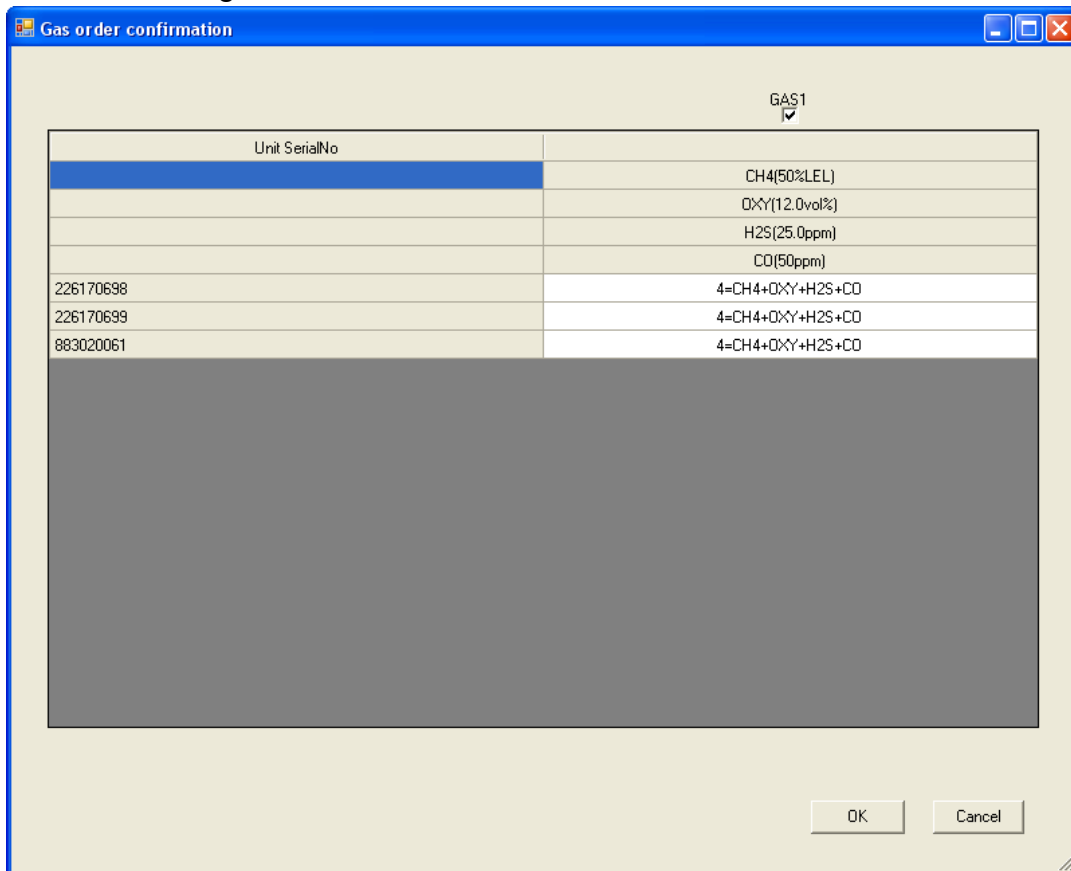 Gas order confirmation
GAS1
Unit SerialNo
CH4(50%LEL)
OXY(12.0vol%)
H2S(25.0ppm)
CO(50ppm)
226170698 4=CH4+OXY+H2S+CO
226170699 4=CH4+OXY+H2S+CO
883020061 4=CH4+OXY+H2S+CO
OK Cancel